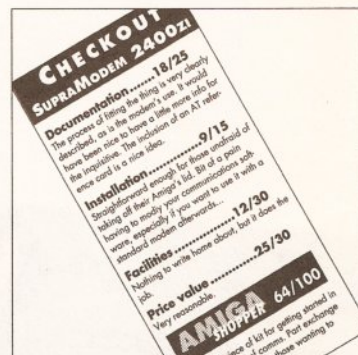 CHECKOUT
SUPRAMODEM 2400ZI
Documentation.......18/25
The process of fitting the thing is very clearly
described, as is the modem's use. It would
have been nice to have a little more info for
the inquisitive. The inclusion of an AT refer-
ence card is a nice idea.
Installation.............9/15
Straightforward enough for those unafraid of
taking off their Amiga's lid. Bit of a pain
having to modify your communications soft-
ware, especially if you want to use it with a
standard modem afterwards...
Facilities...............12/30
Nothing to write home about, but it does the
job.
Price value..............25/30
Very reasonable.
AMIGA
SHOPPER 64/100
piece of kit for getting started in
comms. Part exchange
those wanting to